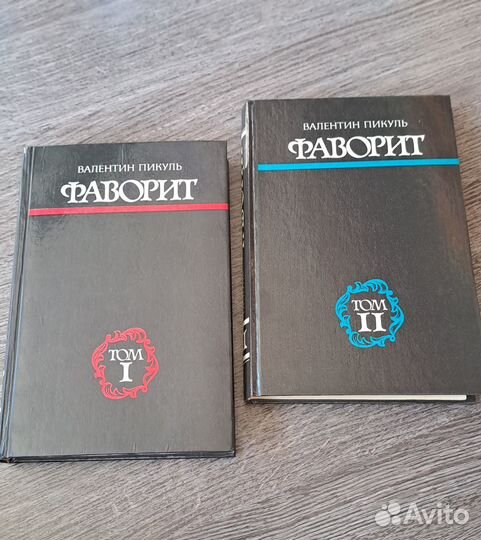 ВАЛЕНТИН ПИКУЛЬ
ФАВОРИТ
ТОМ
I
ВАЛЕНТИН ПИКУЛЬ
ФАВОРИТ
ТОМ
II
Avito